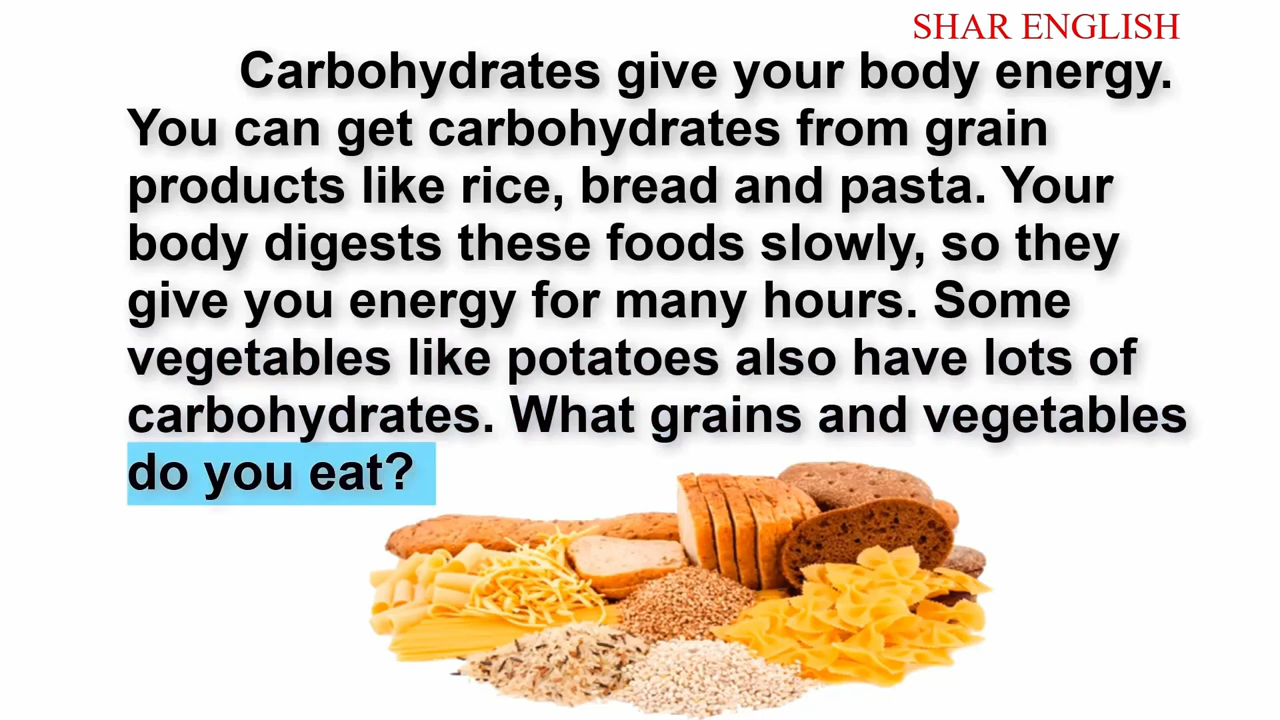 SHAR ENGLISH
Carbohydrates give your body energy.
You can get carbohydrates from grain
products like rice, bread and pasta. Your
body digests these foods slowly, so they
give you energy for many hours. Some
vegetables like potatoes also have lots of
carbohydrates. What grains and vegetables
do you eat?